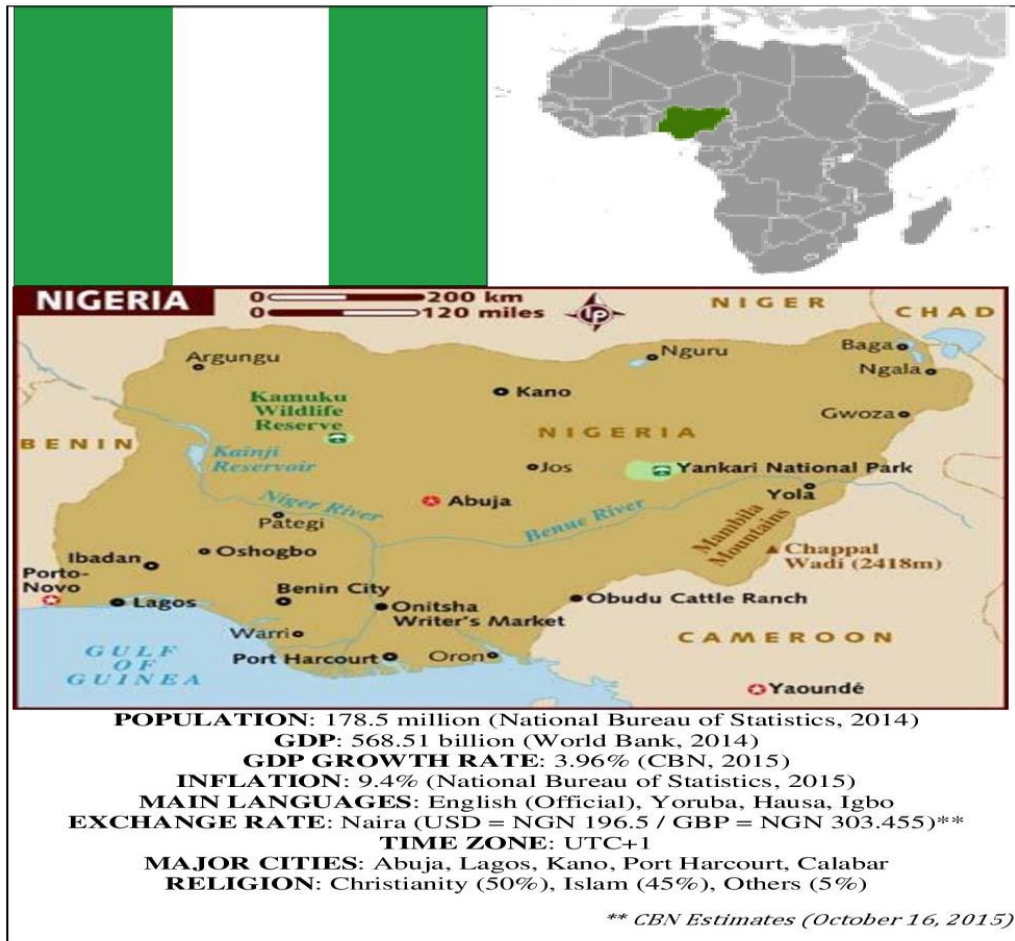 NIGERIA
0 200 km
0 120 miles
LP
NIGER
CHAD
Argungu
Nguru
Baga
Ngala
Kano
Kamuku
Wildlife
Reserve
Gwoza
NIGERIA
BENIN
Kainji
Reservoir
Jos
Yankari National Park
Abuja
Yola
Niger River
Benue River
Pategi
Mambila
Mountains
Oshogbo
Ibadan
Chappal
Wadi (2418m)
Porto-
Novo
Lagos
Benin City
Onitsha
Writer's Market
Obudu Cattle Ranch
Warri
CAMEROON
GULF
OF
GUINEA
Port Harcourt
Oron
Yaoundé
POPULATION: 178.5 million (National Bureau of Statistics, 2014)
GDP: 568.51 billion (World Bank, 2014)
GDP GROWTH RATE: 3.96% (CBN, 2015)
INFLATION: 9.4% (National Bureau of Statistics, 2015)
MAIN LANGUAGES: English (Official), Yoruba, Hausa, Igbo
EXCHANGE RATE: Naira (USD = NGN 196.5 / GBP = NGN 303.455)**
TIME ZONE: UTC+1
MAJOR CITIES: Abuja, Lagos, Kano, Port Harcourt, Calabar
RELIGION: Christianity (50%), Islam (45%), Others (5%)
** CBN Estimates (October 16, 2015)